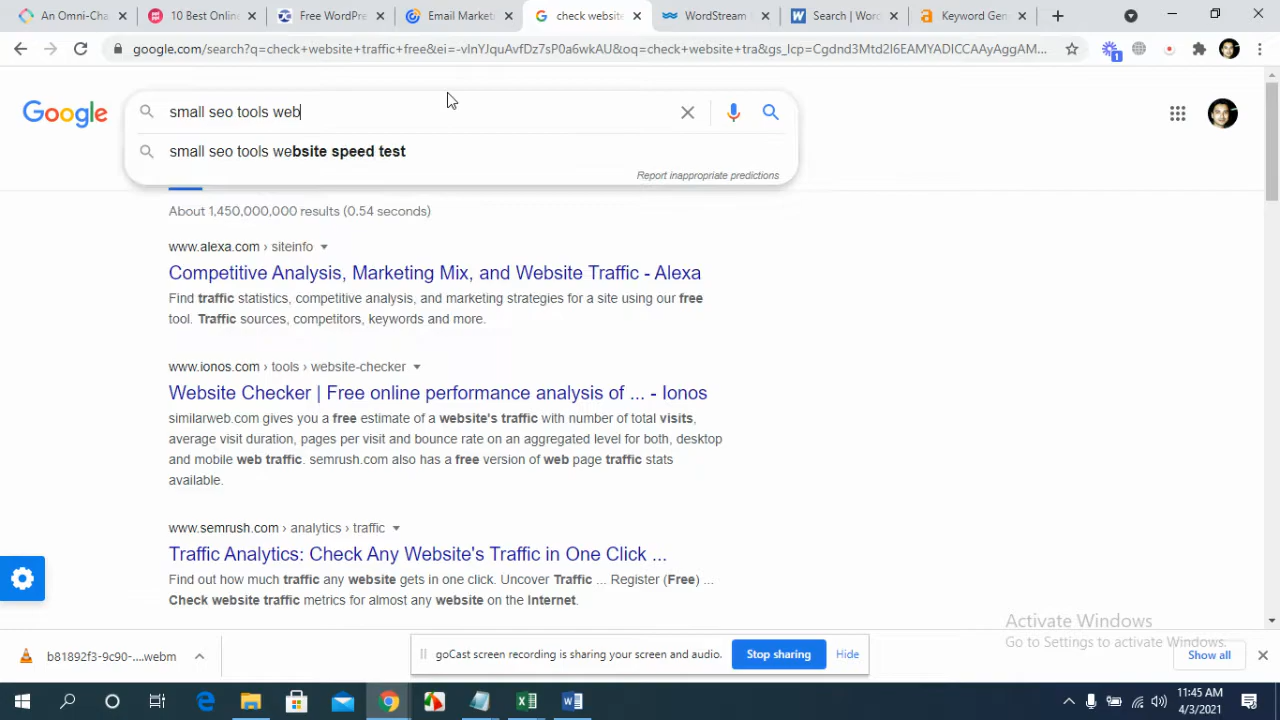 An Omni-Cha
10 Best Online
Free WordPre
Email Market
check website
WordStream
Search | Word
Keyword Gen
google.com/search?q=check+website+traffic+free&ei=-vlnYJquAvfDz7sP0a6wkAU&oq=check+website+tra&gs_lcp=Cgdnd3Mtd2l6EAMYADICCAAyAggAM...
1
Google
small seo tools web
small seo tools website speed test
Report inappropriate predictions
About 1,450,000,000 results (0.54 seconds)
www.alexa.com › siteinfo
Competitive Analysis, Marketing Mix, and Website Traffic - Alexa
Find traffic statistics, competitive analysis, and marketing strategies for a site using our free
tool. Traffic sources, competitors, keywords and more.
www.ionos.com › tools › website-checker
Website Checker | Free online performance analysis of ... - Ionos
similarweb.com gives you a free estimate of a website's traffic with number of total visits,
average visit duration, pages per visit and bounce rate on an aggregated level for both, desktop
and mobile web traffic. semrush.com also has a free version of web page traffic stats
available.
www.semrush.com › analytics › traffic
Traffic Analytics: Check Any Website's Traffic in One Click ...
Find out how much traffic any website gets in one click. Uncover Traffic ... Register (Free) ...
Check website traffic metrics for almost any website on the Internet.
Activate Windows
Go to Settings to activate Windows.
b81892f3-9c90-....webm
goCast screen recording is sharing your screen and audio.
Stop sharing
Hide
Show all
11:45 AM
4/3/2021